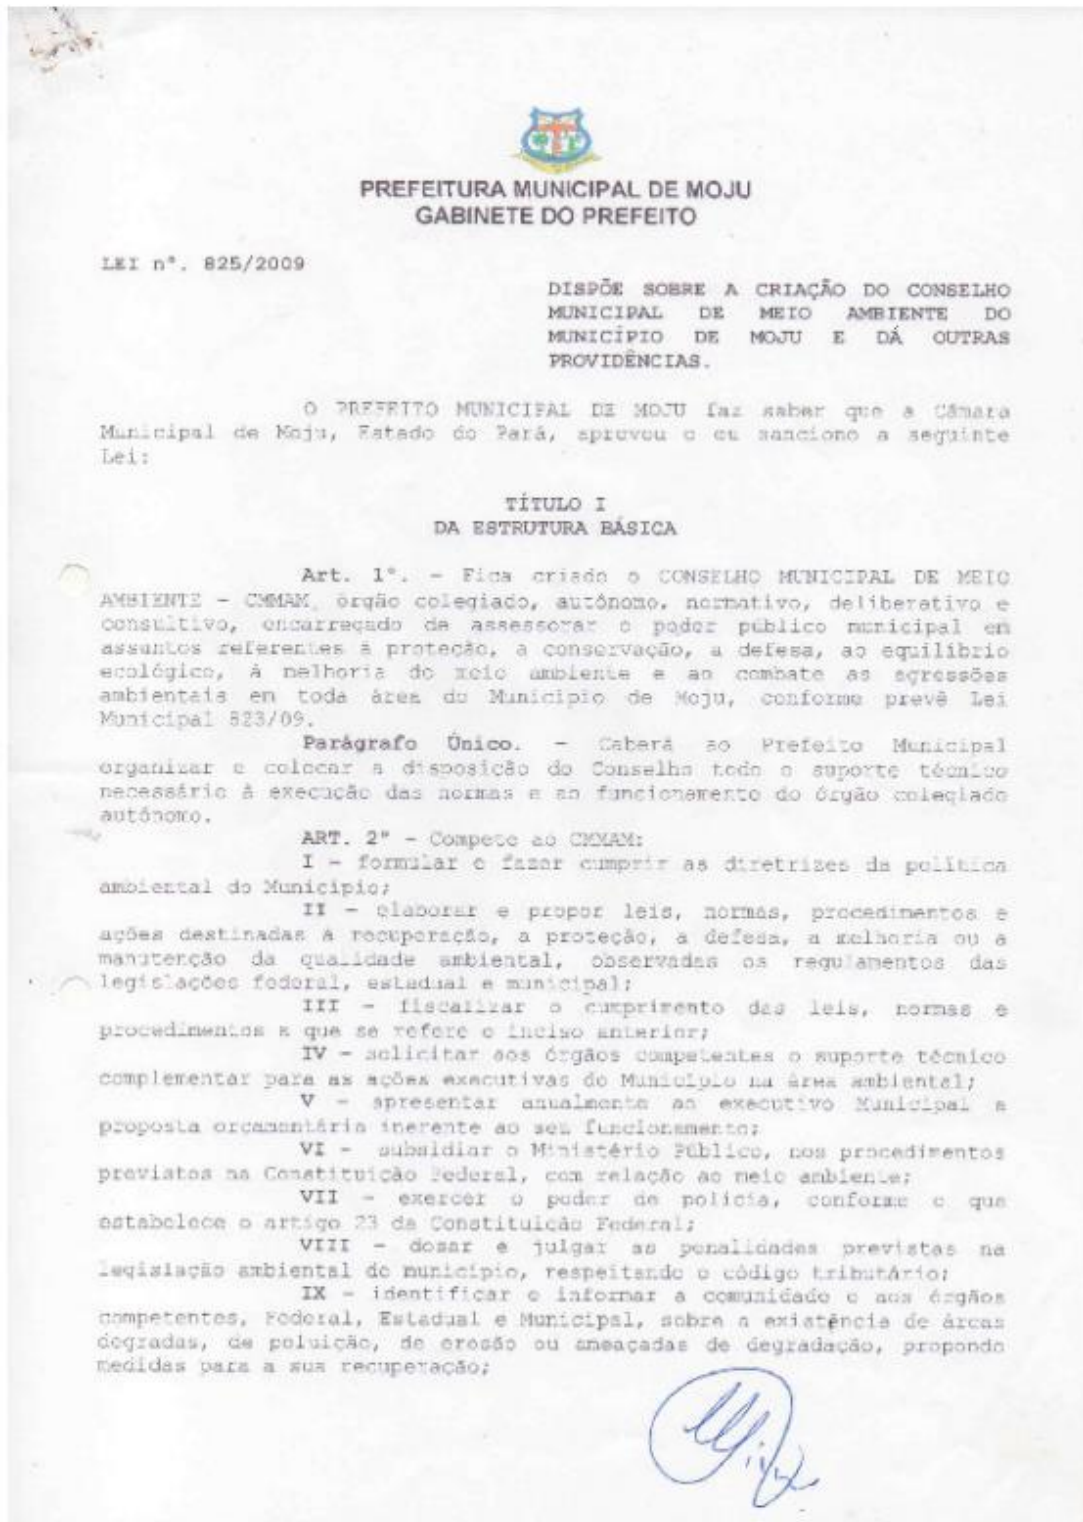 PREFEITURA MUNICIPAL DE MOJU
GABINETE DO PREFEITO
LEI nº. 825/2009
DISPÕE SOBRE A CRIAÇÃO DO CONSELHO
MUNICIPAL DE MEIO AMBIENTE DO
MUNICÍPIO DE MOJU E DÁ OUTRAS
PROVIDÊNCIAS.
O PREFEITO MUNICIPAL DE MOJU faz saber que a Câmara
Municipal de Moju, Estado do Pará, aprovou e eu sanciono a seguinte
Lei:
TÍTULO I
DA ESTRUTURA BÁSICA
Art. 1º. - Fica criado o CONSELHO MUNICIPAL DE MEIO
AMBIENTE - CMMAM, órgão colegiado, autônomo, normativo, deliberativo e
consultivo, encarregado de assessorar o poder público municipal em
assuntos referentes à proteção, a conservação, a defesa, ao equilíbrio
ecológico, à melhoria do meio ambiente e ao combate as agressões
ambientais em toda área do Município de Moju, conforme prevê Lei
Municipal 823/09.
Parágrafo Único. - Caberá ao Prefeito Municipal
organizar e colocar a disposição do Conselho todo o suporte técnico
necessário à execução das normas e ao funcionamento do órgão colegiado
autônomo.
ART. 2º - Compete ao CMMAM:
I - formular e fazer cumprir as diretrizes da política
ambiental do Município;
II - elaborar e propor leis, normas, procedimentos e
ações destinadas à recuperação, a proteção, a defesa, a melhoria ou a
manutenção da qualidade ambiental, observadas os regulamentos das
legislações federal, estadual e municipal;
III - fiscalizar o cumprimento das leis, normas e
procedimentos a que se refere o inciso anterior;
IV - solicitar aos órgãos competentes o suporte técnico
complementar para as ações executivas do Município na área ambiental;
V - apresentar anualmente ao executivo Municipal a
proposta orçamentária inerente ao seu funcionamento;
VI - subsidiar o Ministério Público, nos procedimentos
previstos na Constituição Federal, com relação ao meio ambiente;
VII - exercer o poder de polícia, conforme o que
estabelece o artigo 23 da Constituição Federal;
VIII - dosar e julgar as penalidades previstas na
legislação ambiental do município, respeitando o código tributário;
IX - identificar e informar a comunidade e aos órgãos
competentes, Federal, Estadual e Municipal, sobre a existência de áreas
degradas, de poluição, de erosão ou ameaçadas de degradação, propondo
medidas para a sua recuperação;